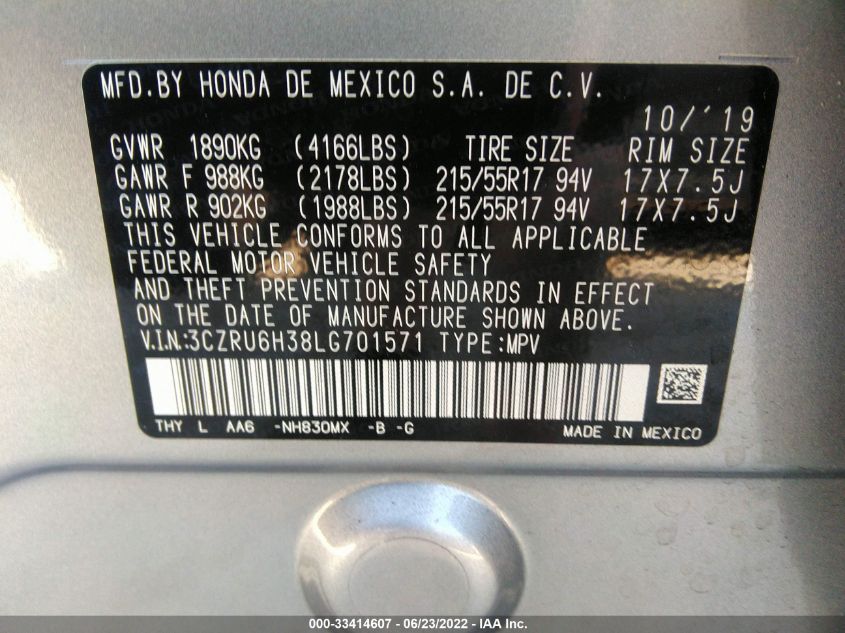 MFD.BY HONDA DE MEXICO S.A. DE C.V.
10/'19
GVWR 1890KG (4166LBS) TIRE SIZE RIM SIZE
GAWR F 988KG (2178LBS) 215/55R17 94V 17X7.5J
GAWR R 902KG (1988LBS) 215/55R17 94V 17X7.5J
THIS VEHICLE CONFORMS TO ALL APPLICABLE
FEDERAL MOTOR VEHICLE SAFETY
AND THEFT PREVENTION STANDARDS IN EFFECT
ON THE DATE OF MANUFACTURE SHOWN ABOVE.
V.I.N.:3CZRU6H38LG701571 TYPE:MPV
THY L AA6 -NH830MX -B -G MADE IN MEXICO
000-33414607 - 06/23/2022 - IAA Inc.